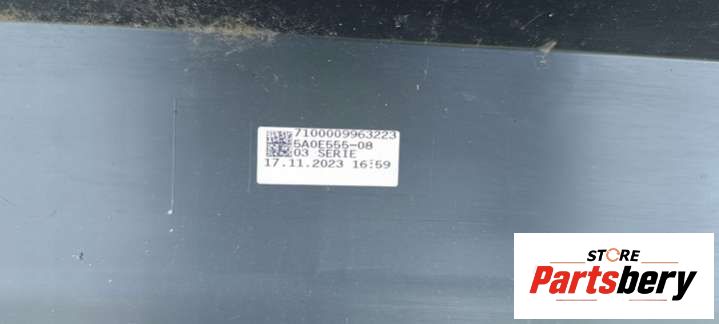 7100009963223
5A0E555-08
03 SERIE
17.11.2023 16:59
STORE
Partsbery